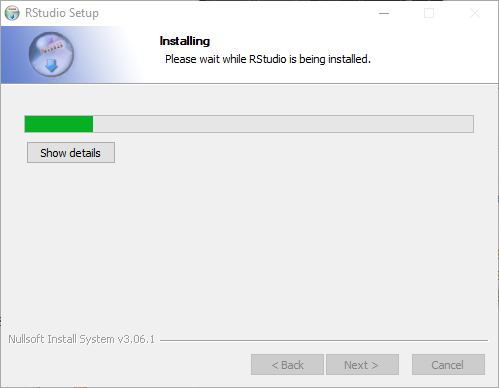 RStudio Setup
Installing
Please wait while RStudio is being installed.
Show details
Nullsoft Install System v3.06.1
< Back
Next >
Cancel